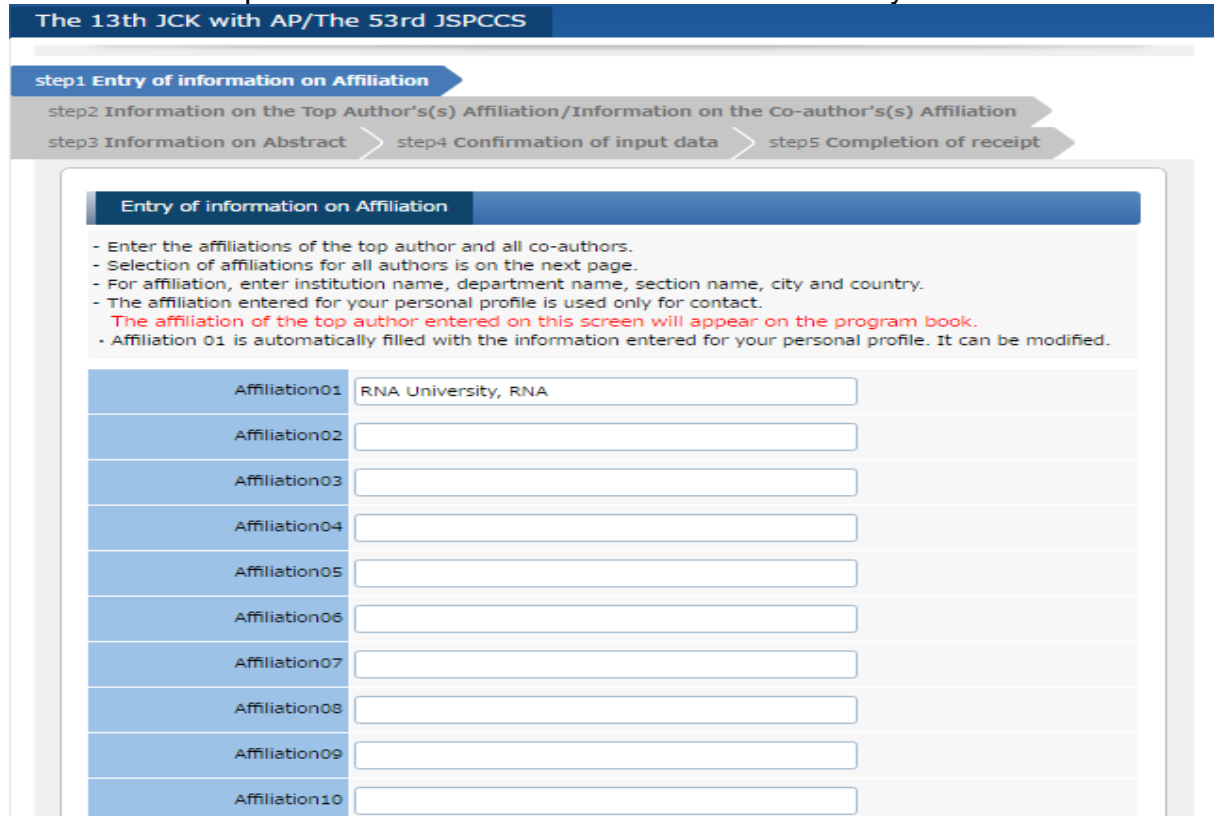 The 13th JCK with AP/The 53rd JSPCCS
step1 Entry of information on Affiliation
step2 Information on the Top Author's(s) Affiliation/Information on the Co-author's(s) Affiliation
step3 Information on Abstract step4 Confirmation of input data step5 Completion of receipt
Entry of information on Affiliation
- Enter the affiliations of the top author and all co-authors.
- Selection of affiliations for all authors is on the next page.
- For affiliation, enter institution name, department name, section name, city and country.
- The affiliation entered for your personal profile is used only for contact.
The affiliation of the top author entered on this screen will appear on the program book.
・Affiliation 01 is automatically filled with the information entered for your personal profile. It can be modified.
Affiliation01 RNA University, RNA
Affiliation02
Affiliation03
Affiliation04
Affiliation05
Affiliation06
Affiliation07
Affiliation08
Affiliation09
Affiliation10